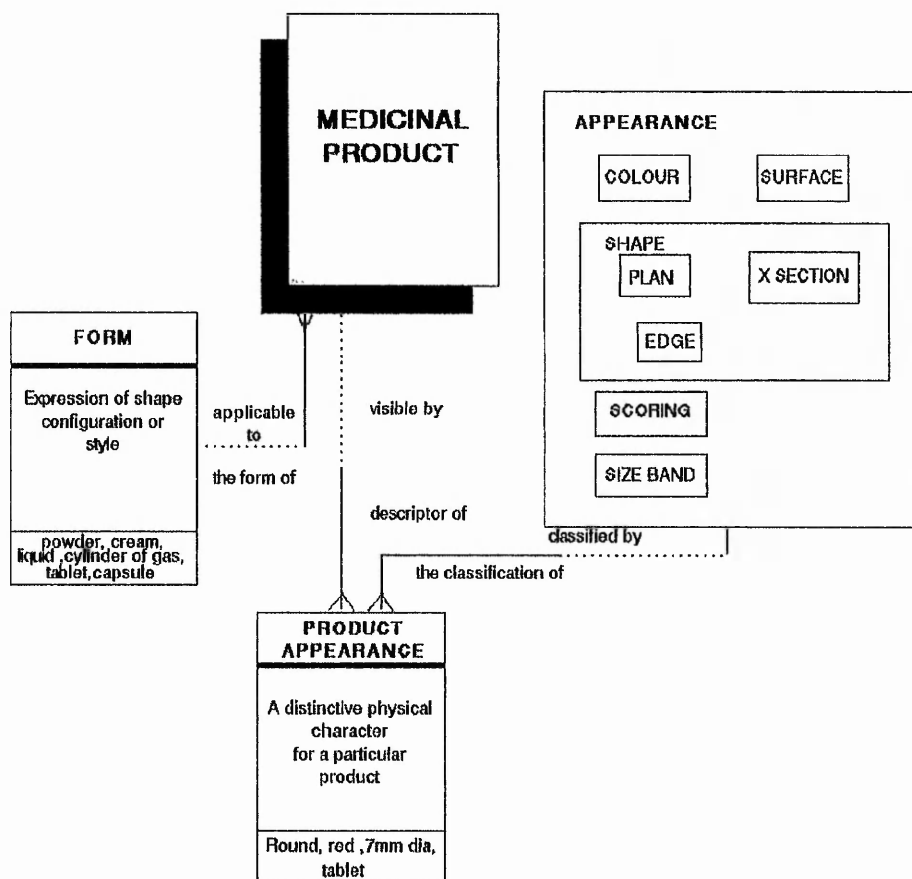 MEDICINAL
PRODUCT
APPEARANCE
COLOUR
SURFACE
SHAPE
PLAN
X SECTION
EDGE
SCORING
SIZE BAND
FORM
Expression of shape
configuration or
style
powder, cream,
liquid ,cylinder of gas,
tablet,capsule
applicable
to
the form of
visible by
descriptor of
classified by
the classification of
PRODUCT
APPEARANCE
A distinctive physical
character
for a particular
product
Round, red ,7mm dia,
tablet